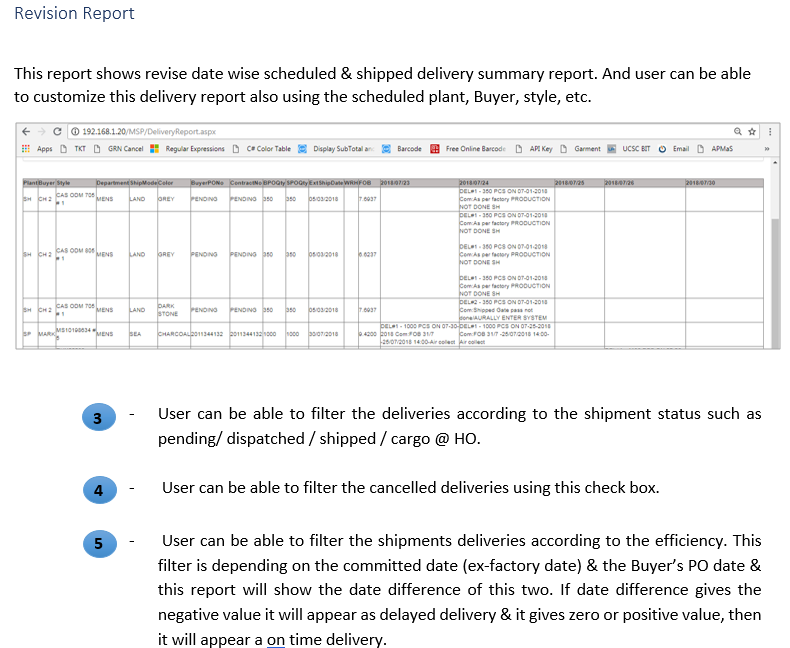 Revision Report
This report shows revise date wise scheduled & shipped delivery summary report. And user can be able
to customize this delivery report also using the scheduled plant, Buyer, style, etc.
192.168.1.20/MSP/DeliveryReport.aspx
Apps TKT GRN Cancel Regular Expressions C# Color Table Display SubTotal an Barcode Free Online Barcode API Key Garment UCSC BIT Email APMaS »
Plant Buyer Style Department ShipMode Color BuyerPONo ContractNo BPOQty SPOQty ExtShipDate WRHFOB 2018/07/23 2018/07/24 2018/07/25 2018/07/26 2018/07/30
DEL#1 - 350 PCS ON 07-01-2018
SH CH 2 CAS ODM 705 MENS LAND GREY PENDING PENDING 350 350 05/03/2018 7.6937 Com:As per factory PRODUCTION
# 1 NOT DONE SH
DEL#1 - 350 PCS ON 07-01-2018
Com:As per factory PRODUCTION
NOT DONE SH
DEL#1 - 350 PCS ON 07-01-2018
SH CH 2 CAS ODM 805 MENS LAND GREY PENDING PENDING 350 350 05/03/2018 6.6237 Com:As per factory PRODUCTION
# 1 NOT DONE SH
DEL#1 - 350 PCS ON 07-01-2018
Com:As per factory PRODUCTION
NOT DONE SH
DEL#2 - 350 PCS ON 07-01-2018
SH CH 2 CAS ODM 705 MENS LAND DARK PENDING PENDING 350 350 05/03/2018 7.6937 Com:Shipped Gate pass not
# 1 STONE done/AURALLY ENTER SYSTEM
DEL#1 - 1000 PCS ON 07-30- DEL#1 - 1000 PCS ON 07-25-2018
SP MARK MS10193634 # MENS SEA CHARCOAL 2011344132 2011344132 1000 1000 30/07/2018 9.4200 2018 Com:FOB 31/7 Com:FOB 31/7 -25/07/2018 14:00-
-25/07/2018 14:00-Air collect Air collect
3 - User can be able to filter the deliveries according to the shipment status such as
pending/ dispatched / shipped / cargo @ HO.
4 - User can be able to filter the cancelled deliveries using this check box.
5 - User can be able to filter the shipments deliveries according to the efficiency. This
filter is depending on the committed date (ex-factory date) & the Buyer’s PO date &
this report will show the date difference of this two. If date difference gives the
negative value it will appear as delayed delivery & it gives zero or positive value, then
it will appear a on time delivery.